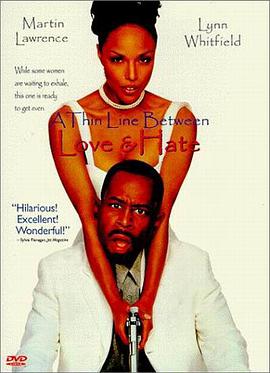 Martin
Lawrence
Lynn
Whitfield
While some women
are waiting to exhale,
this one is ready
to get even.
A Thin Line Between
Love & Hate
"Hilarious!
Excellent!
Wonderful!"
DVD